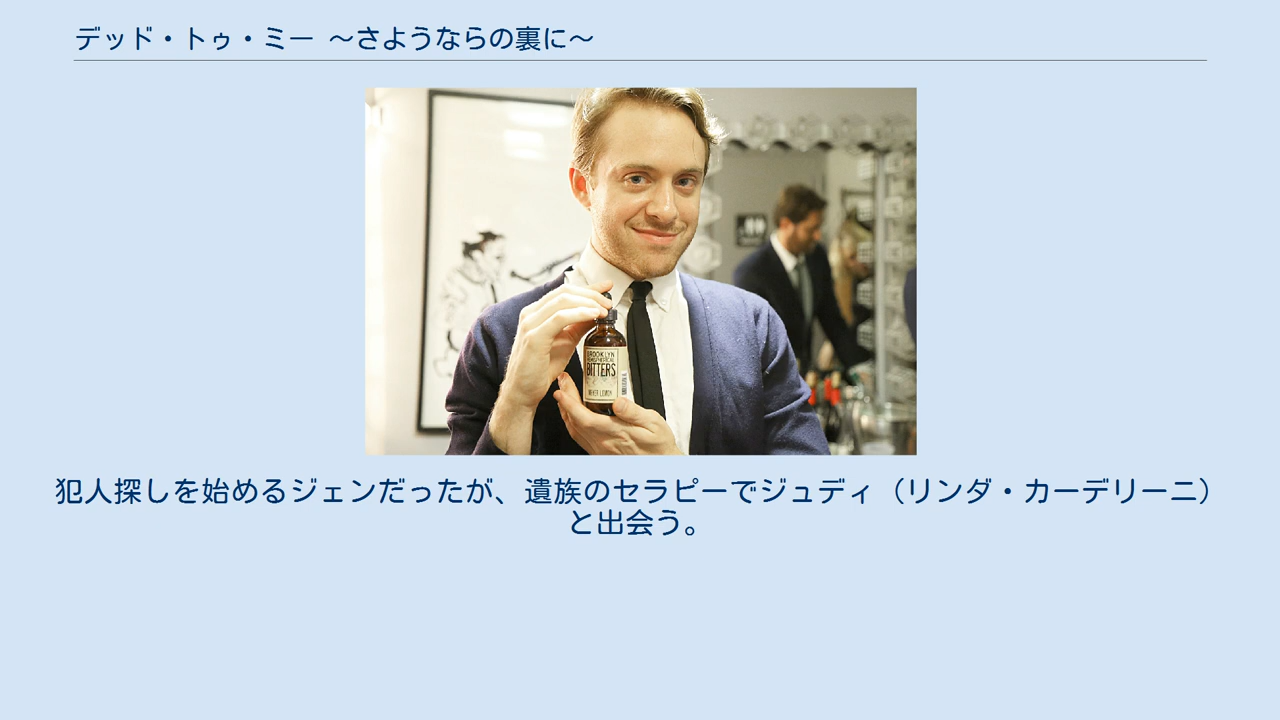 デッド・トゥ・ミー ～さようならの裏に～
BROOKLYN
BITTERS
犯人探しを始めるジェンだったが、遺族のセラピーでジュディ（リンダ・カーデリーニ）
と出会う。